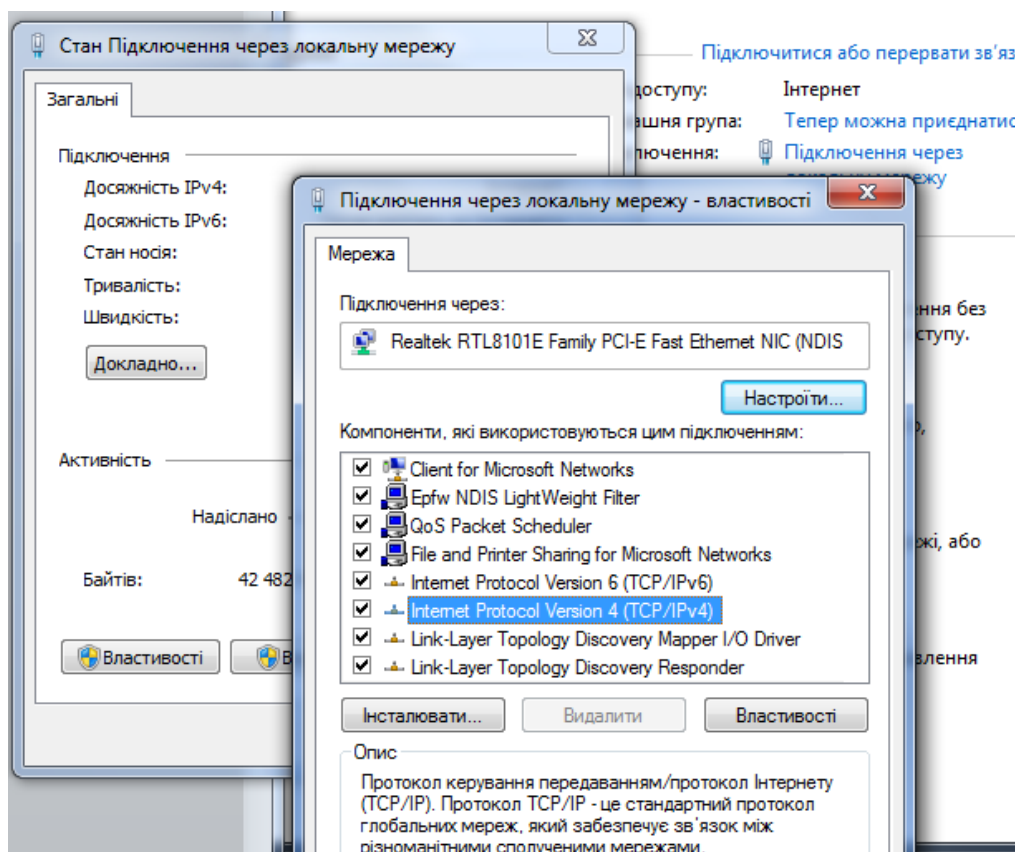 Стан Підключення через локальну мережу
Загальні
Підключення
Досяжність IPv4:
Досяжність IPv6:
Стан носія:
Тривалість:
Швидкість:
Докладно...
Активність
Надіслано
Байтів: 42 482
Властивості
Підключитися або перервати зв'яз
доступу: Інтернет
ашня група: Тепер можна приєднатис
лючення: Підключення через
локальну мережу
ння без
ступу.
жі, або
влення
Підключення через локальну мережу - властивості
Мережа
Підключення через:
Realtek RTL8101E Family PCI-E Fast Ethernet NIC (NDIS
Настроїти...
Компоненти, які використовуються цим підключенням:
Client for Microsoft Networks
Epfw NDIS LightWeight Filter
QoS Packet Scheduler
File and Printer Sharing for Microsoft Networks
Internet Protocol Version 6 (TCP/IPv6)
Internet Protocol Version 4 (TCP/IPv4)
Link-Layer Topology Discovery Mapper I/O Driver
Link-Layer Topology Discovery Responder
Інсталювати... Видалити Властивості
Опис
Протокол керування передаванням/протокол Інтернету
(TCP/IP). Протокол TCP/IP - це стандартний протокол
глобальних мереж, який забезпечує зв'язок між
різноманітними сполученими мережами.